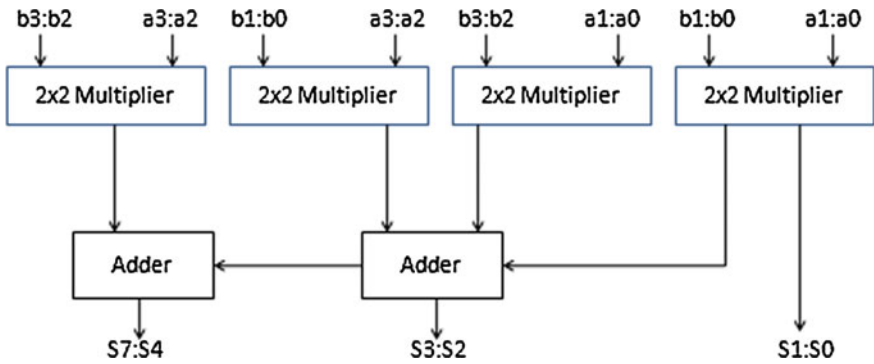 b3:b2 a3:a2 b1:b0 a3:a2 b3:b2 a1:a0 b1:b0 a1:a0
2x2 Multiplier 2x2 Multiplier 2x2 Multiplier 2x2 Multiplier
Adder Adder
S7:S4 S3:S2 S1:S0